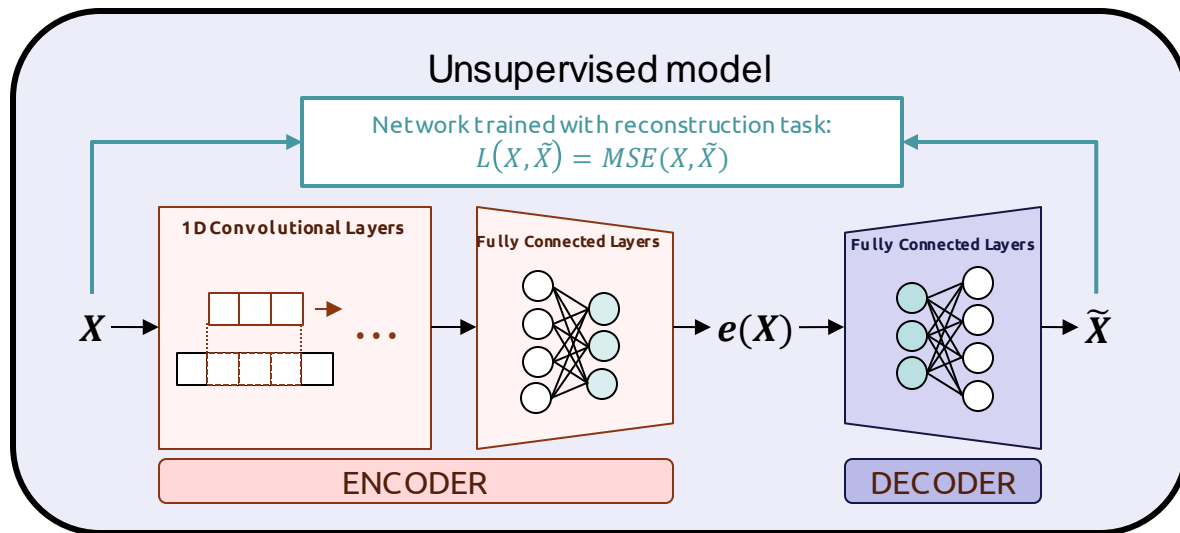 Unsupervised model
Network trained with reconstruction task:
L(X, X̃) = MSE(X, X̃)
1D Convolutional Layers
Fully Connected Layers
Fully Connected Layers
...
X
e(X)
X̃
ENCODER
DECODER